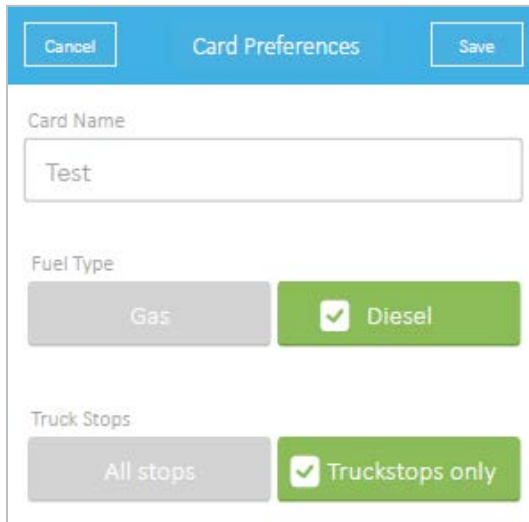 Cancel Card Preferences Save
Card Name
Test
Fuel Type
Gas Diesel
Truck Stops
All stops Truckstops only